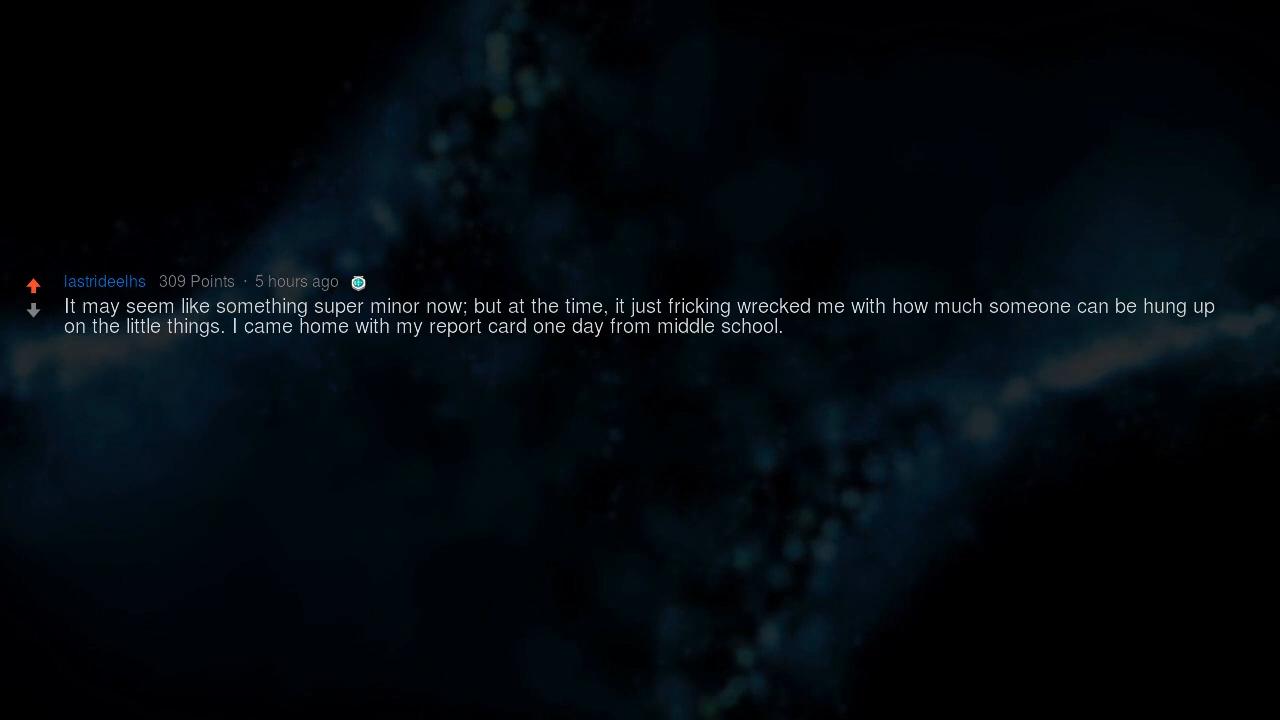 lastrideelhs 309 Points · 5 hours ago
It may seem like something super minor now; but at the time, it just fricking wrecked me with how much someone can be hung up
on the little things. I came home with my report card one day from middle school.